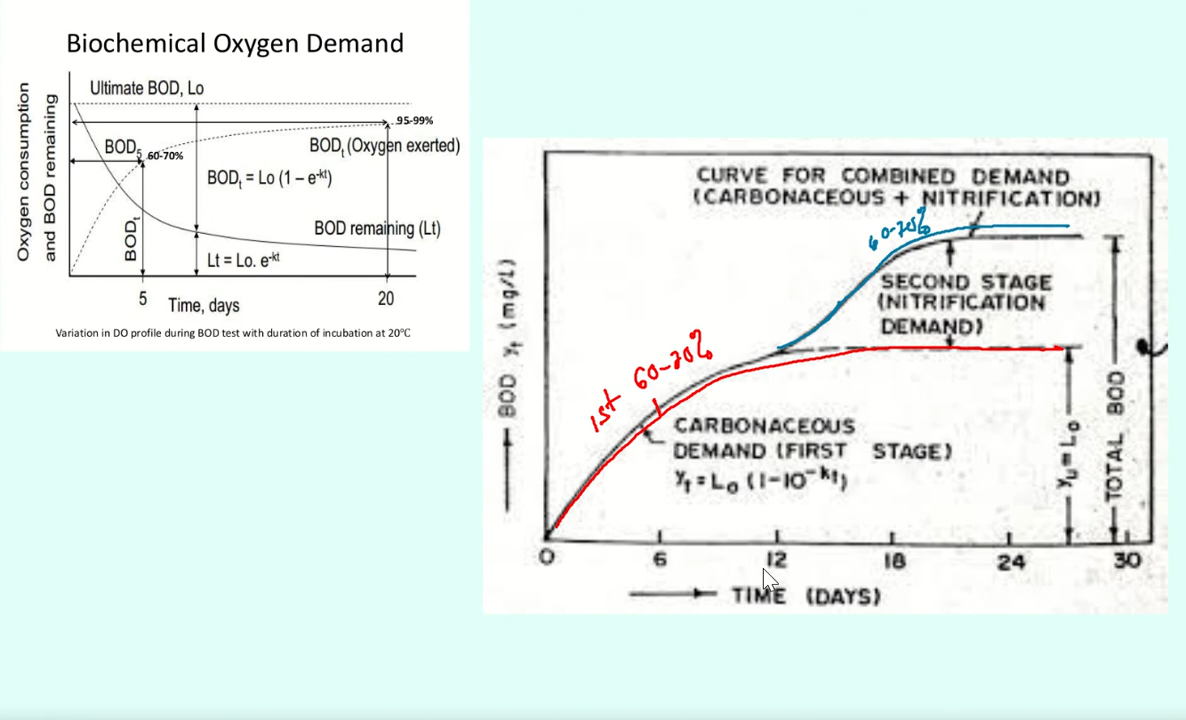 Biochemical Oxygen Demand
Oxygen consumption
and BOD remaining
Ultimate BOD, Lo
95-99%
BOD5 60-70%
BODt (Oxygen exerted)
BODt = Lo (1 – e-kt)
BODt
BOD remaining (Lt)
Lt = Lo. e-kt
5
20
Time, days
Variation in DO profile during BOD test with duration of incubation at 20°C
CURVE FOR COMBINED DEMAND
(CARBONACEOUS + NITRIFICATION)
60-70%
SECOND STAGE
(NITRIFICATION
DEMAND)
1st 60-70%
CARBONACEOUS
DEMAND (FIRST STAGE)
Yt = Lo (1-10-kt)
BOD Yt (mg/L)
Yu = Lo
TOTAL BOD
0 6 12 18 24 30
TIME (DAYS)